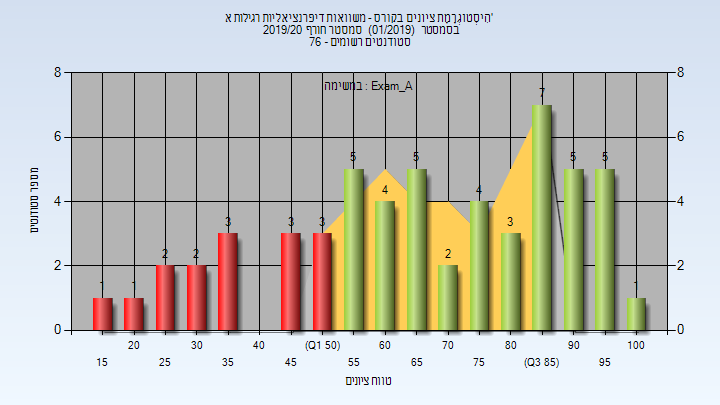 הִיסְטוֹגְרָמַת ציונים בקורס - משוואות דיפרנציאליות רגילות א'
בסמסטר (01/2019) סמסטר חורף 2019/20
סטודנטים רשומים - 76
במשימה : Exam_A
מספר סטודנטים
8 8
6 6
4 4
2 2
0 0
1 1 2 2 3 3 3 5 4 5 2 4 3 7 5 5 1
20 30 40 (Q1 50) 60 70 80 90 100
15 25 35 45 55 65 75 (Q3 85) 95
טווח ציונים